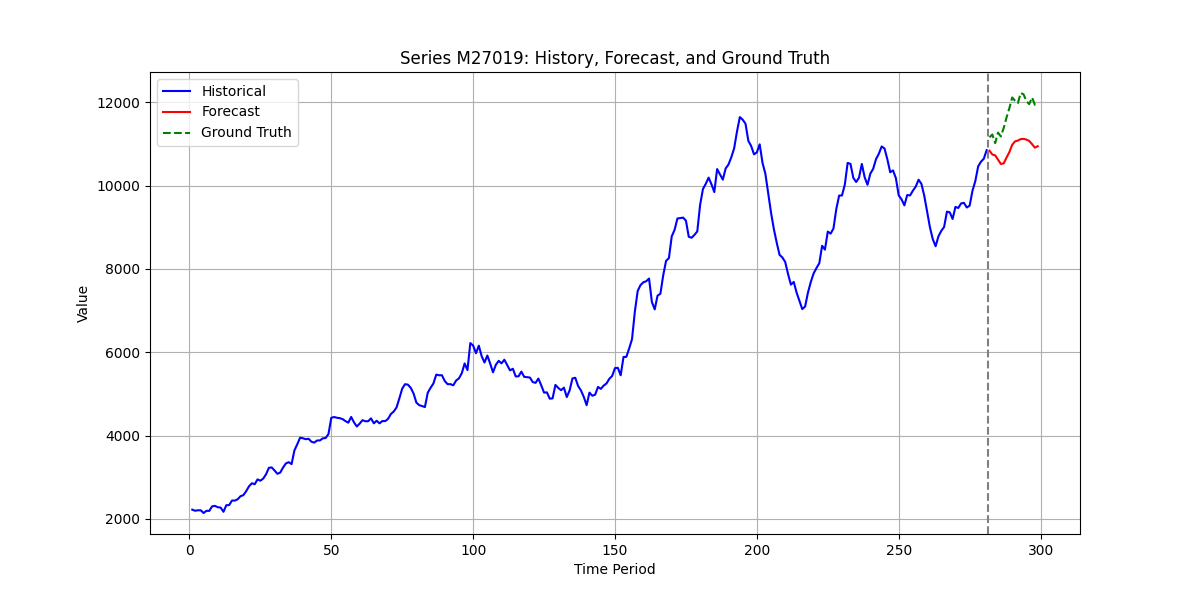 Series M27019: History, Forecast, and Ground Truth
Historical
Forecast
Ground Truth
12000
10000
8000
6000
4000
2000
Value
0
50
100
150
200
250
300
Time Period